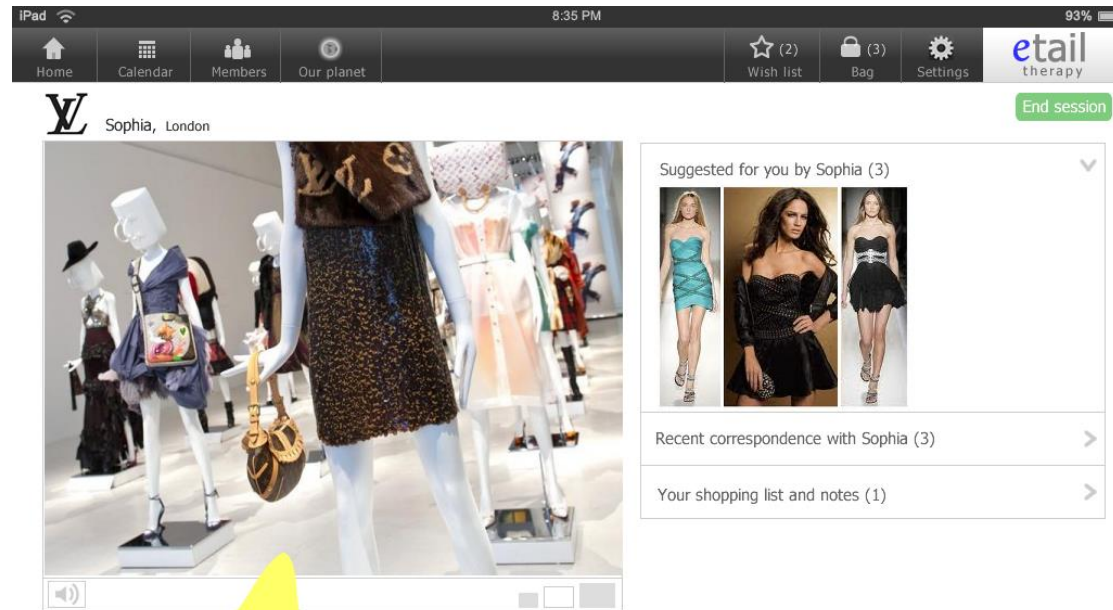 iPad 8:35 PM 93%
(2) (3)
Home Calendar Members Our planet Wish list Bag Settings
etail
therapy
End session
LV
Sophia, London
Suggested for you by Sophia (3)
Recent correspondence with Sophia (3)
Your shopping list and notes (1)